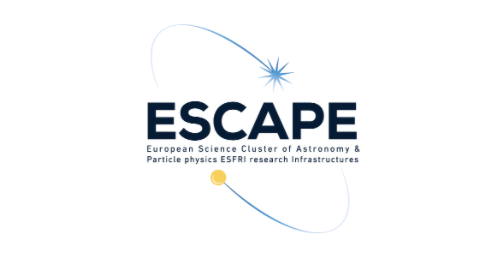 ESCAPE
European Science Cluster of Astronomy &
Particle physics ESFRI research Infrastructures